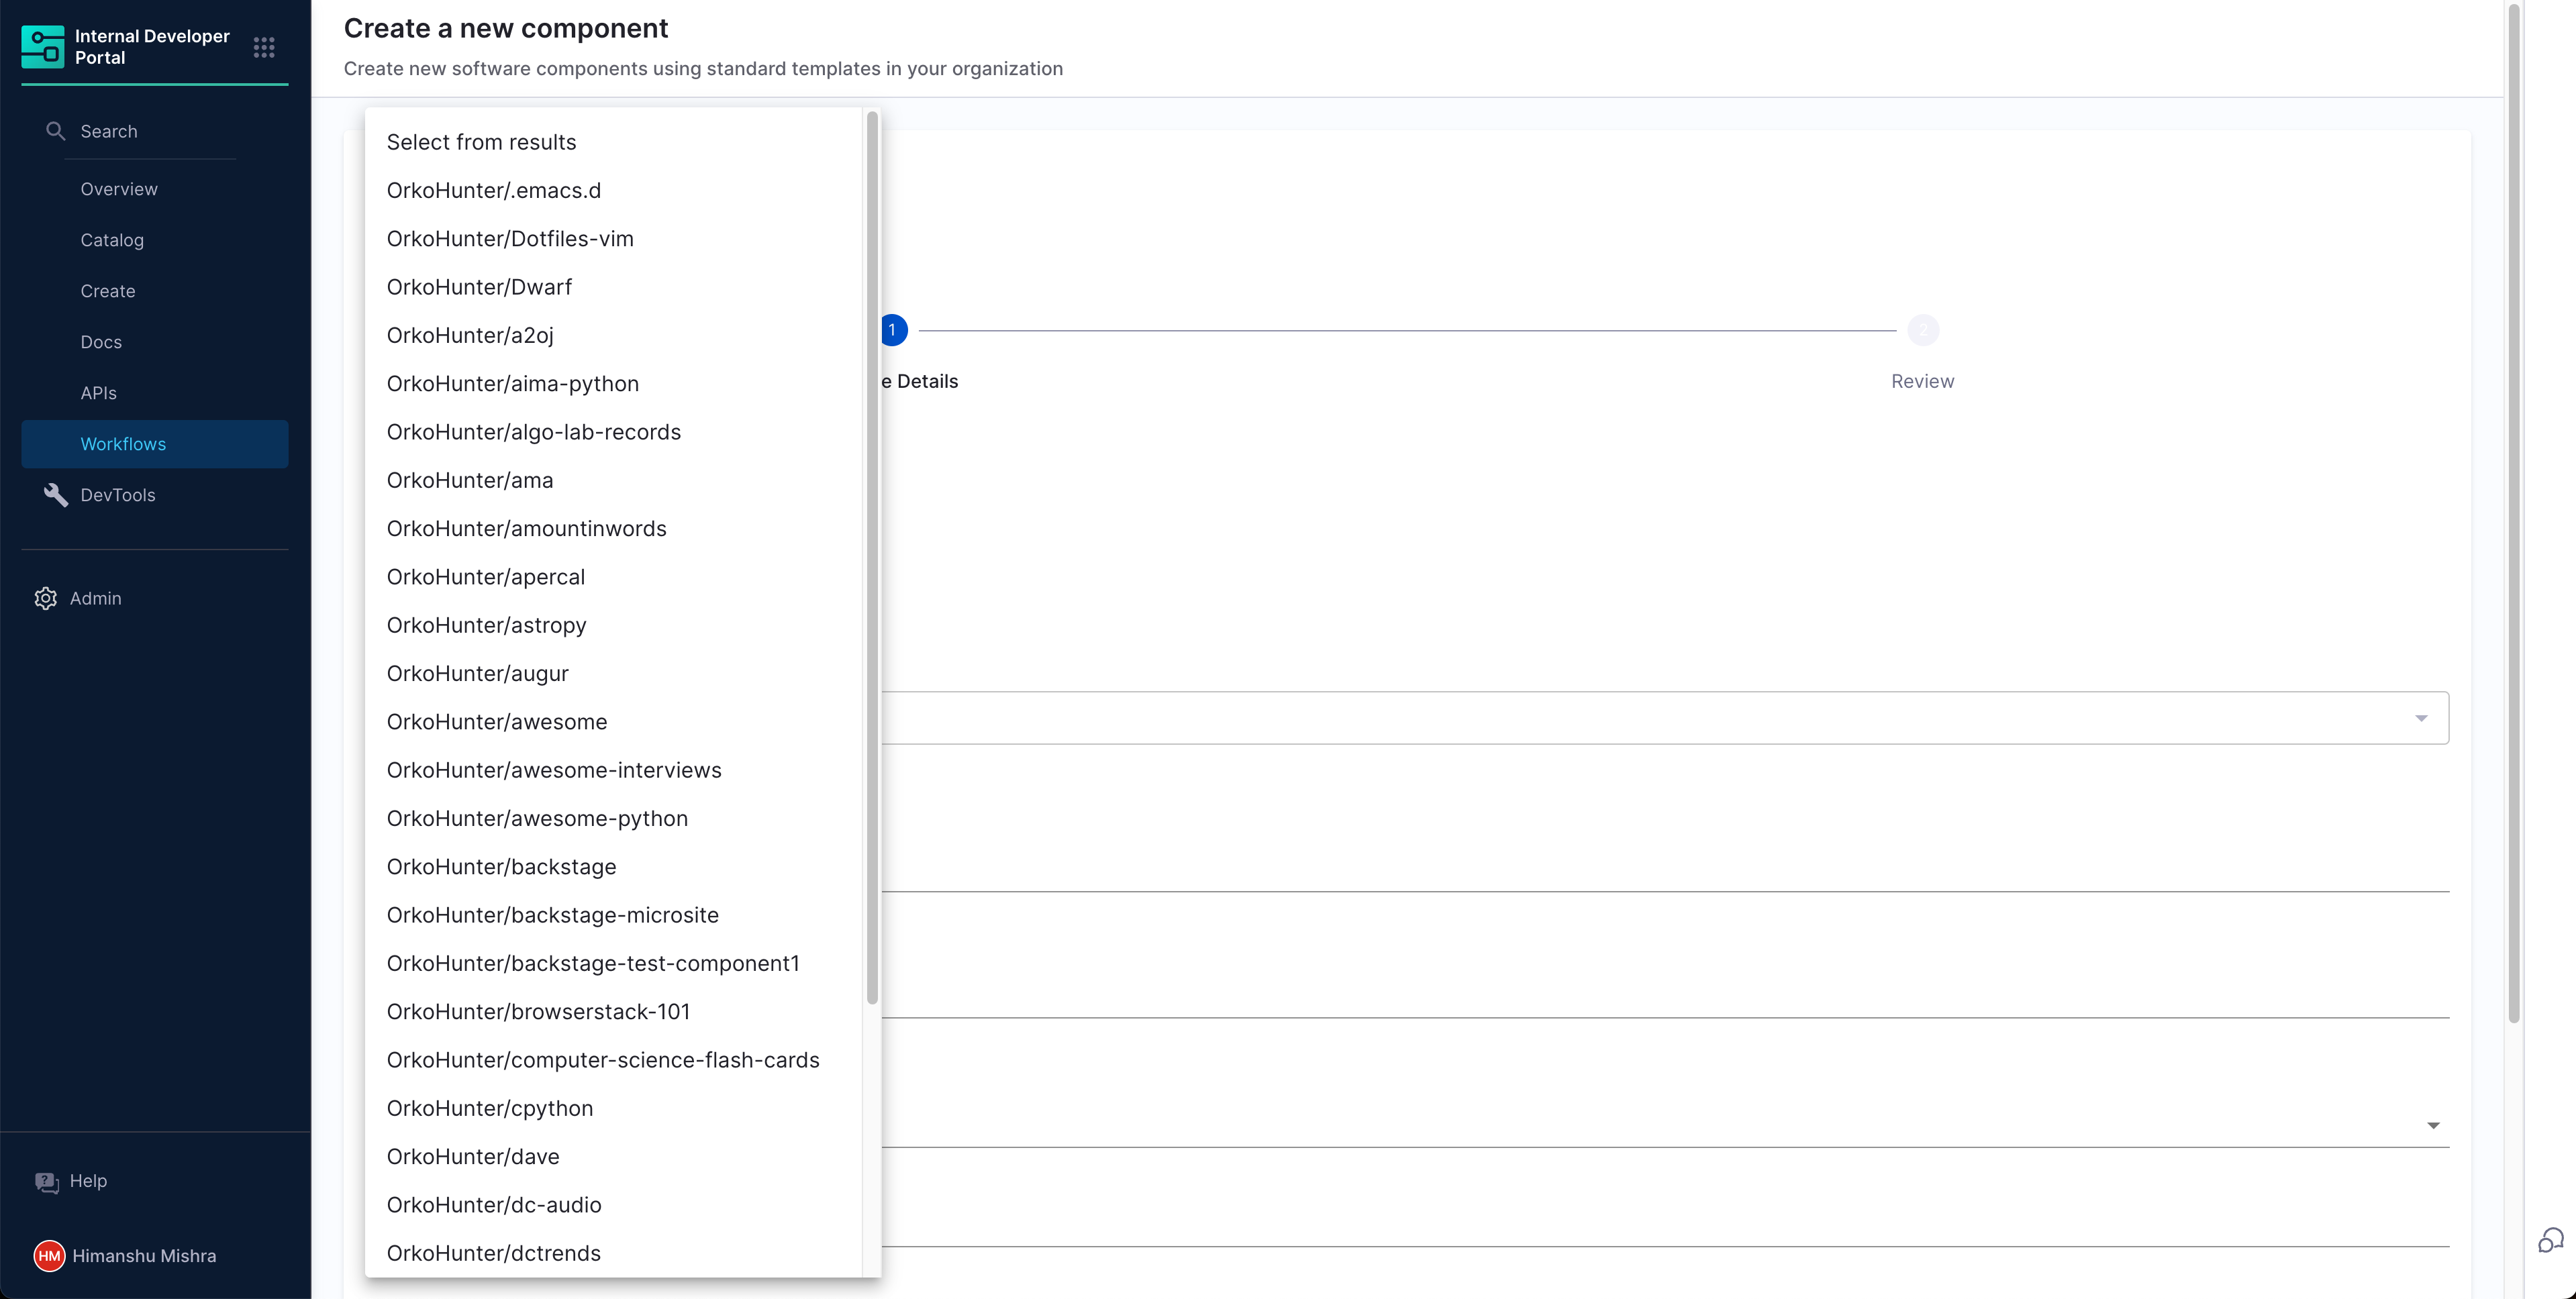 Internal Developer
Portal
Search
Overview
Catalog
Create
Docs
APIs
Workflows
DevTools
Admin
Help
HM Himanshu Mishra
Create a new component
Create new software components using standard templates in your organization
Select from results
OrkoHunter/.emacs.d
OrkoHunter/Dotfiles-vim
OrkoHunter/Dwarf
OrkoHunter/a2oj
OrkoHunter/aima-python
OrkoHunter/algo-lab-records
OrkoHunter/ama
OrkoHunter/amountinwords
OrkoHunter/apercal
OrkoHunter/astropy
OrkoHunter/augur
OrkoHunter/awesome
OrkoHunter/awesome-interviews
OrkoHunter/awesome-python
OrkoHunter/backstage
OrkoHunter/backstage-microsite
OrkoHunter/backstage-test-component1
OrkoHunter/browserstack-101
OrkoHunter/computer-science-flash-cards
OrkoHunter/cpython
OrkoHunter/dave
OrkoHunter/dc-audio
OrkoHunter/dctrends
1
e Details
2
Review